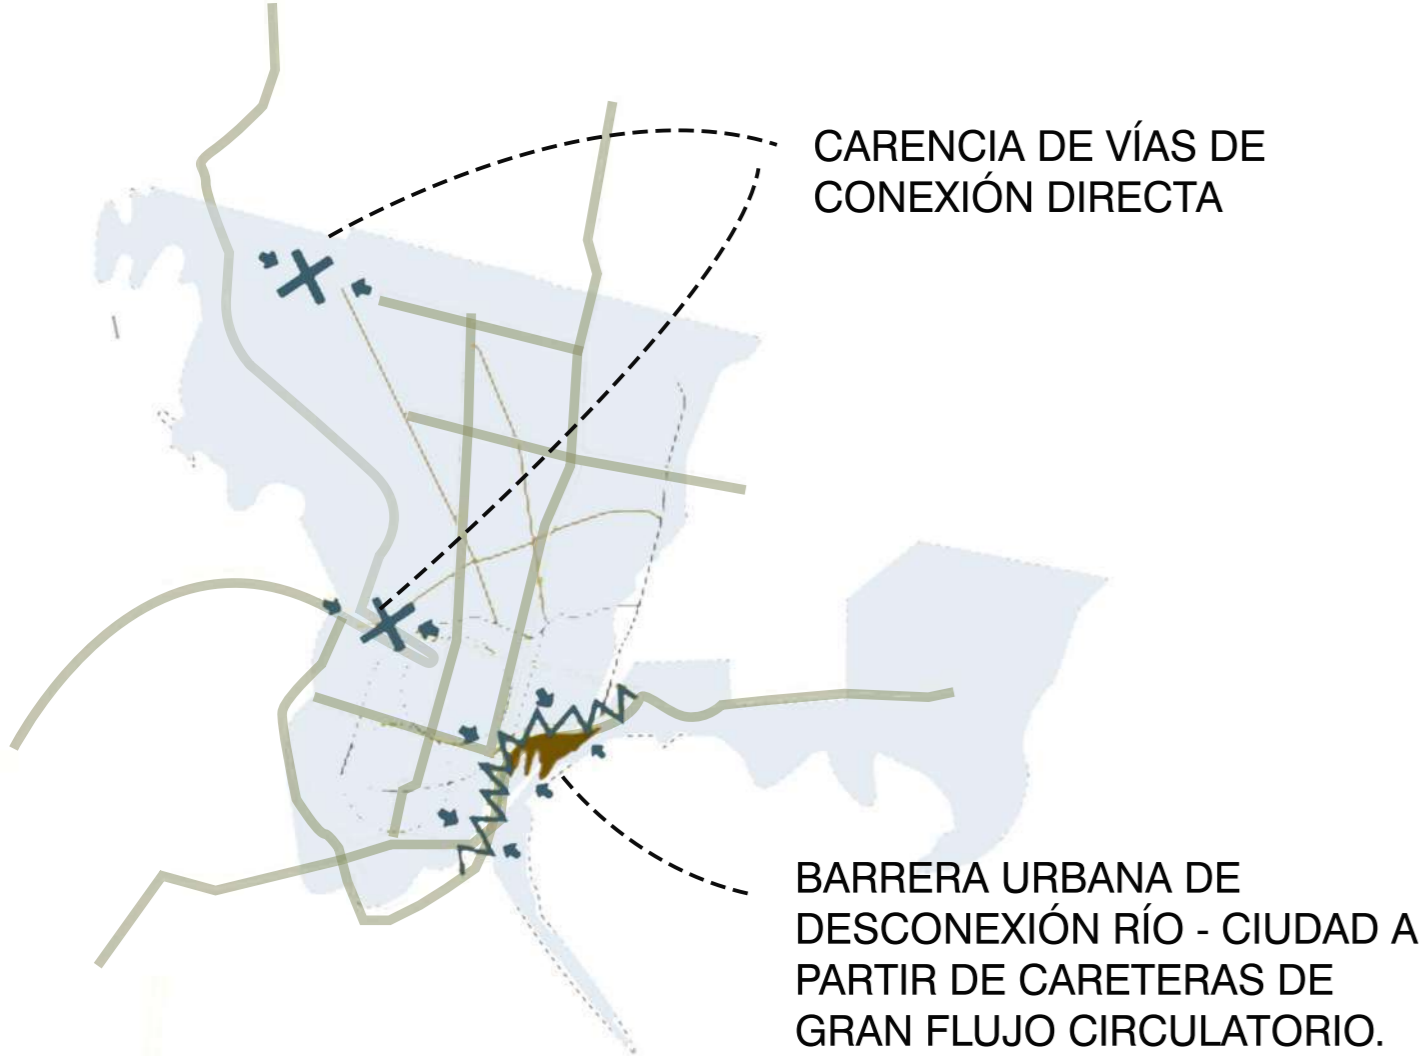 CARENCIA DE VÍAS DE
CONEXIÓN DIRECTA
BARRERA URBANA DE
DESCONEXIÓN RÍO - CIUDAD A
PARTIR DE CARETERAS DE
GRAN FLUJO CIRCULATORIO.